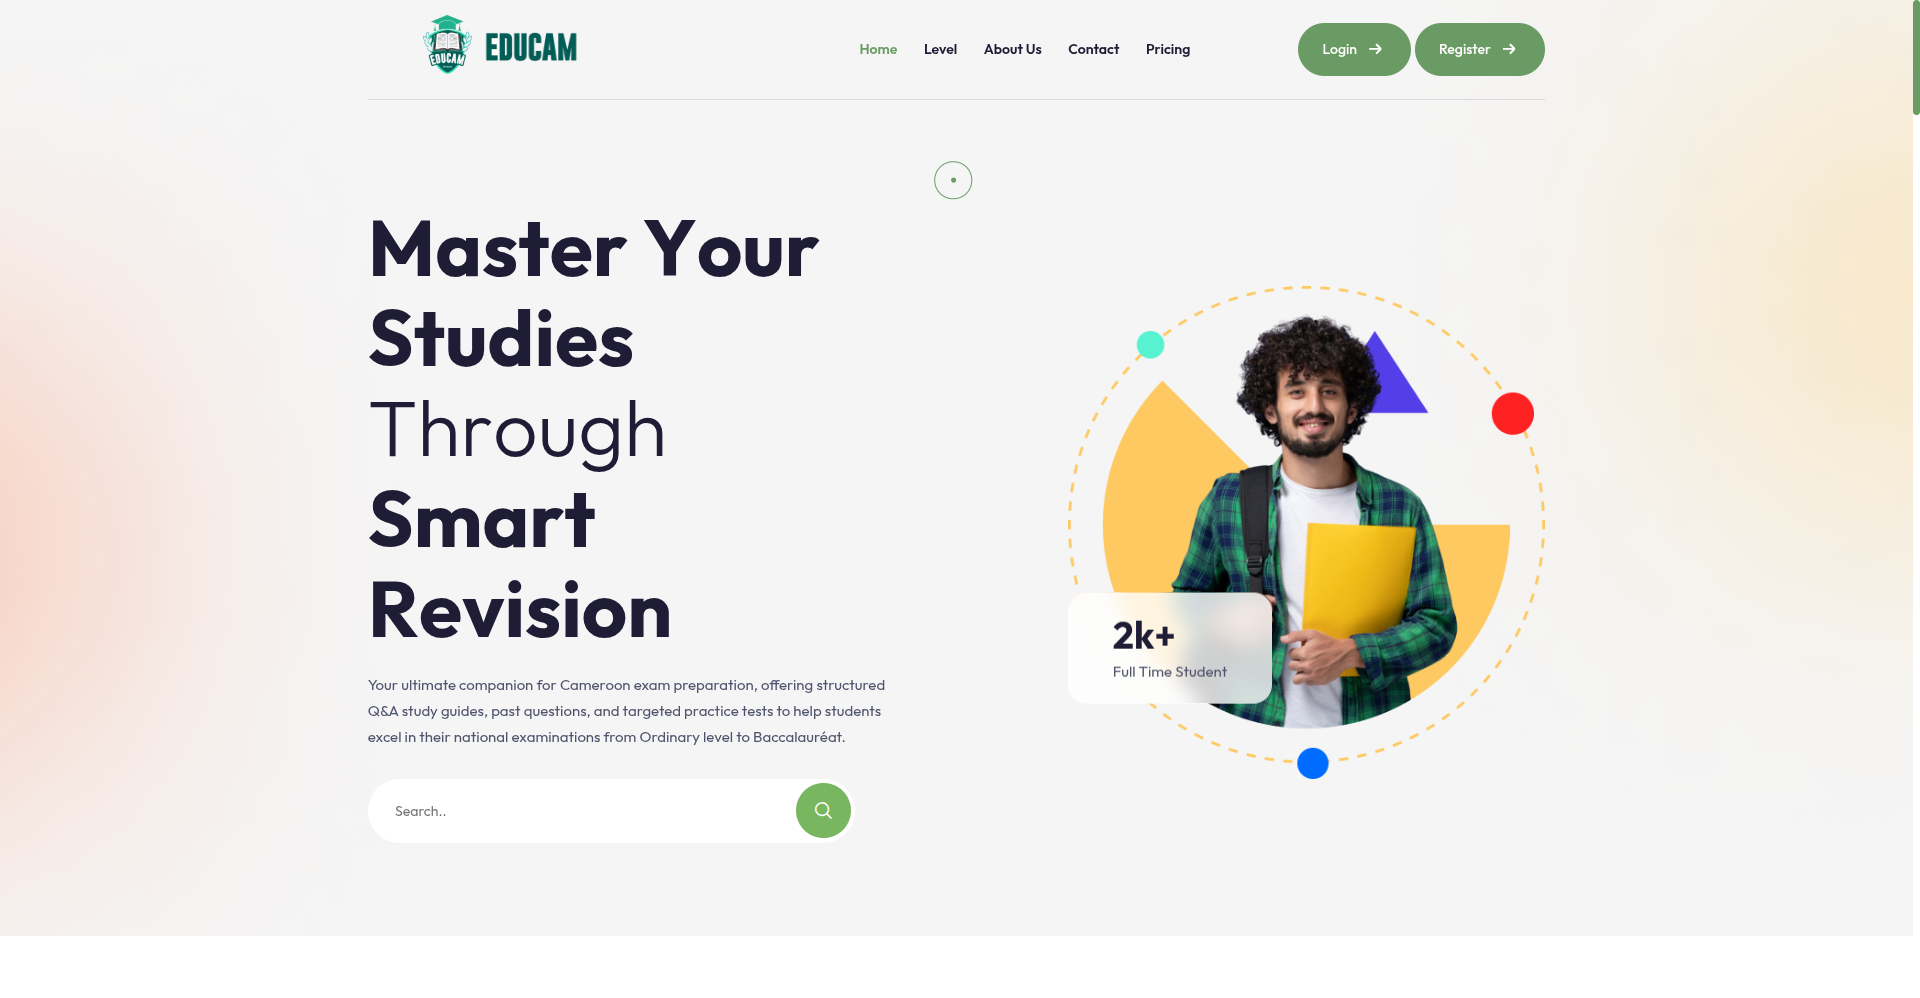 EDUCAM
EDUCAM
Home
Level
About Us
Contact
Pricing
Login
Register
Master Your
Studies
Through
Smart
Revision
Your ultimate companion for Cameroon exam preparation, offering structured
Q&A study guides, past questions, and targeted practice tests to help students
excel in their national examinations from Ordinary level to Baccalauréat.
Search..
2k+
Full Time Student